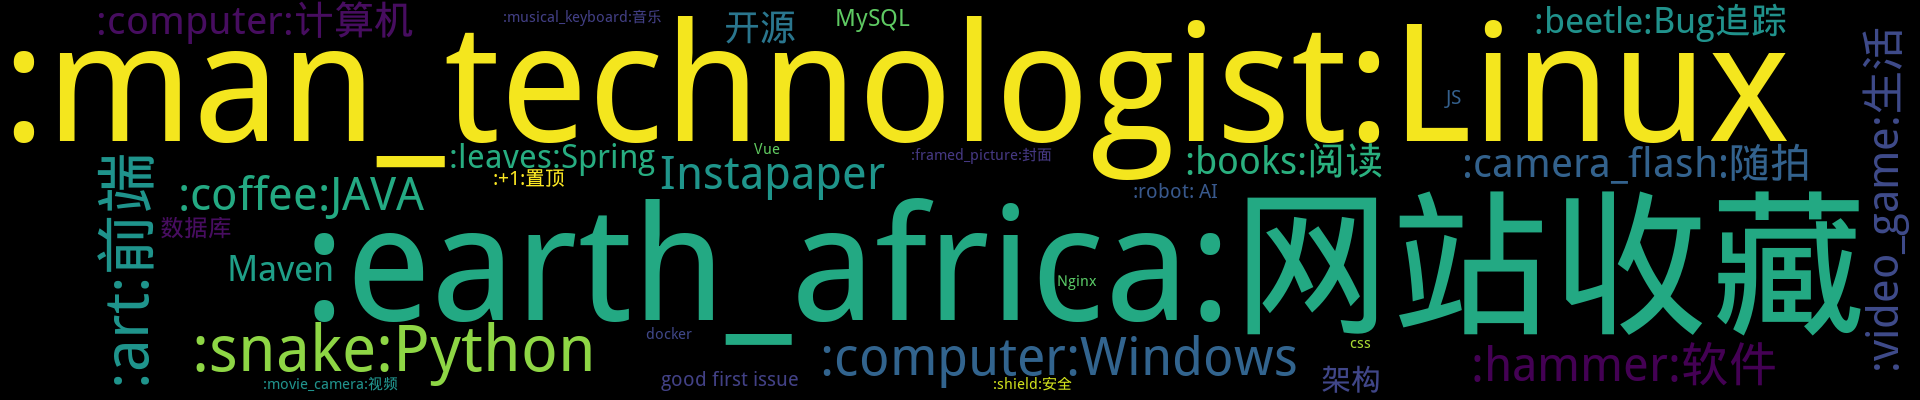 :computer:计算机
:musical_keyboard:音乐
开源
MySQL
:beetle:Bug追踪
:man_technologist:Linux
JS
:video_game:生活
:leaves:Spring
Vue
:framed_picture:封面
:books:阅读
:camera_flash:随拍
:+1:置顶
Instapaper
:robot: AI
:art:前端
:coffee:JAVA
数据库
:earth_africa:网站收藏
Maven
Nginx
:snake:Python
docker
:computer:Windows
css
:hammer:软件
:movie_camera:视频
good first issue
:shield:安全
架构